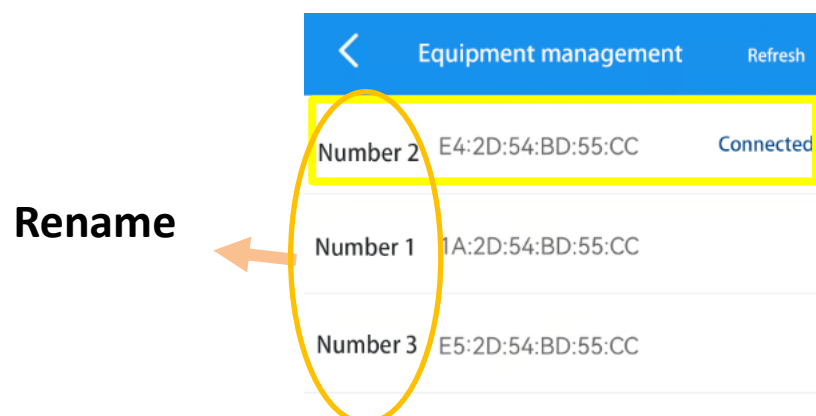 Equipment management Refresh
Number 2 E4:2D:54:BD:55:CC Connected
Rename
Number 1 1A:2D:54:BD:55:CC
Number 3 E5:2D:54:BD:55:CC